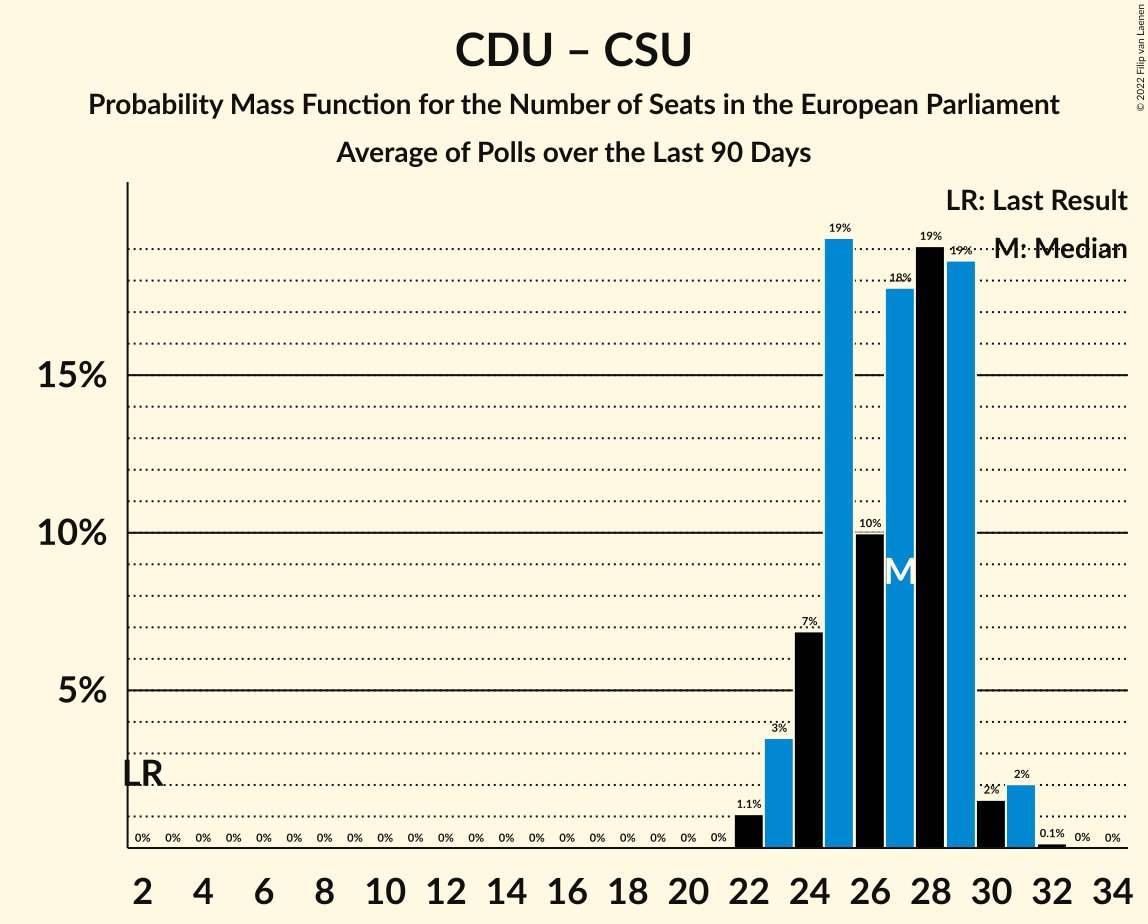 CDU – CSU
Probability Mass Function for the Number of Seats in the European Parliament
Average of Polls over the Last 90 Days
© 2022 Filip van Laenen
LR: Last Result
M: Median
19%
19%
19%
18%
15%
10%
10%
M
7%
5%
3%
LR
1.1%
2%
2%
0.1%
0% 0% 0% 0% 0% 0% 0% 0% 0% 0% 0% 0% 0% 0% 0% 0% 0% 0% 0% 0% 0% 0%
2 4 6 8 10 12 14 16 18 20 22 24 26 28 30 32 34